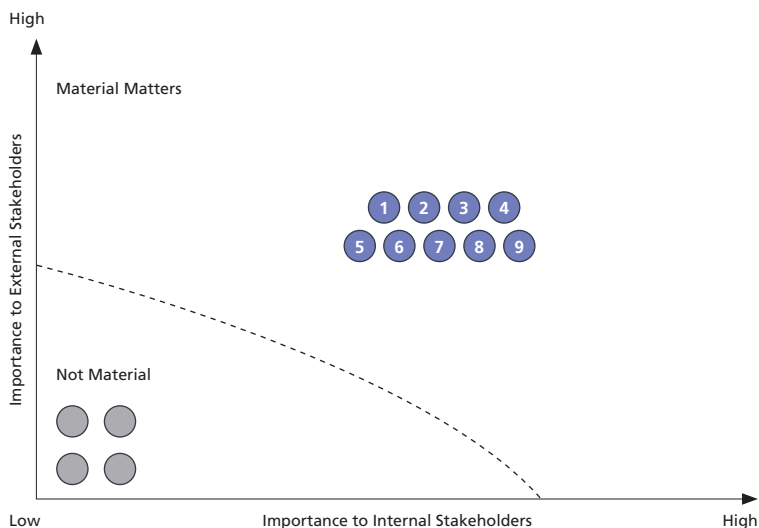 High
Material Matters
Importance to External Stakeholders
1 2 3 4
5 6 7 8 9
Not Material
Low Importance to Internal Stakeholders High